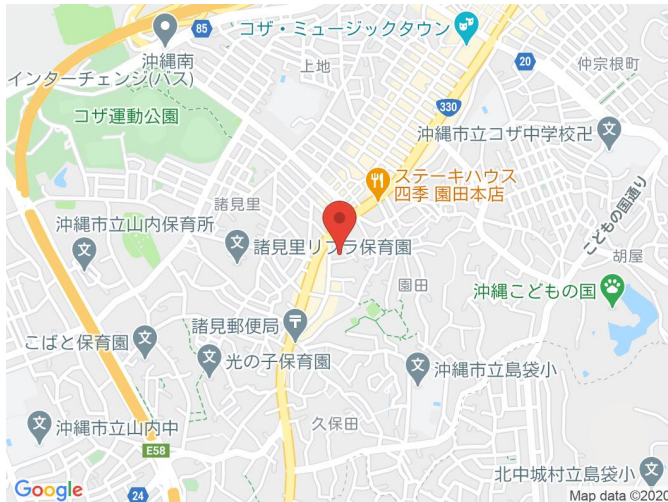 コザ・ミュージックタウン
85
沖縄南
インターチェンジ(バス)
上地
20
仲宗根町
330
コザ運動公園
沖縄市立コザ中学校卍
ステーキハウス
四季 園田本店
こどもの国通り
諸見里
沖縄市立山内保育所
文
諸見里リブラ保育園
胡屋
園田
沖縄こどもの国
諸見郵便局
こばと保育園
光の子保育園
沖縄市立島袋小
沖縄市立山内中
久保田
E58
北中城村立島袋小
24
Google
Map data ©2020